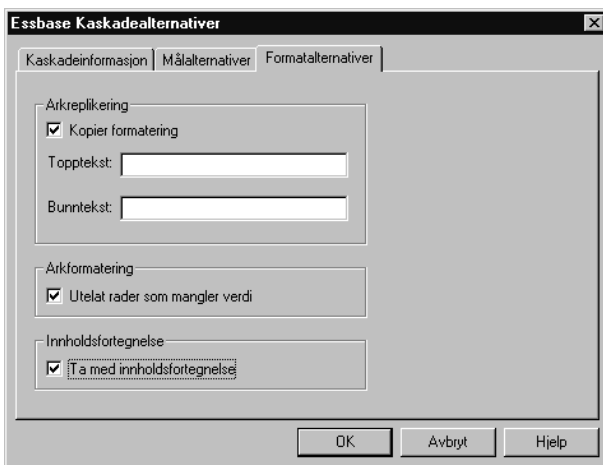 Essbase Kaskadealternativer
Kaskadeinformasjon Målalternativer Formatalternativer
Arkreplikering
Kopier formatering
Topptekst:
Bunntekst:
Arkformatering
Utelat rader som mangler verdi
Innholdsfortegnelse
Ta med innholdsfortegnelse
OK Avbryt Hjelp